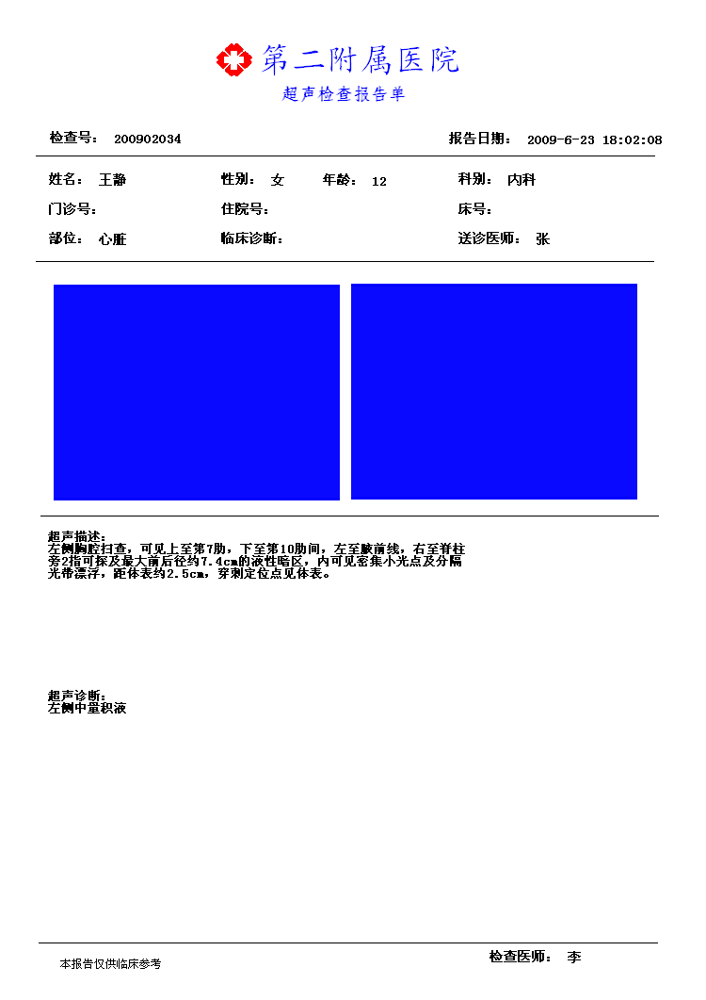 第二附属医院
超声检查报告单
检查号： 200902034 报告日期： 2009-6-23 18:02:08
姓名： 王静 性别： 女 年龄： 12 科别： 内科
门诊号： 住院号： 床号：
部位： 心脏 临床诊断： 送诊医师： 张
超声描述：
左侧胸腔扫查，可见上至第7肋，下至第10肋间，左至腋前线，右至脊柱
旁2指可探及最大前后径约7.4cm的液性暗区，内可见密集小光点及分隔
光带漂浮，距体表约2.5cm，穿刺定位点见体表。
超声诊断：
左侧中量积液
本报告仅供临床参考 检查医师： 李